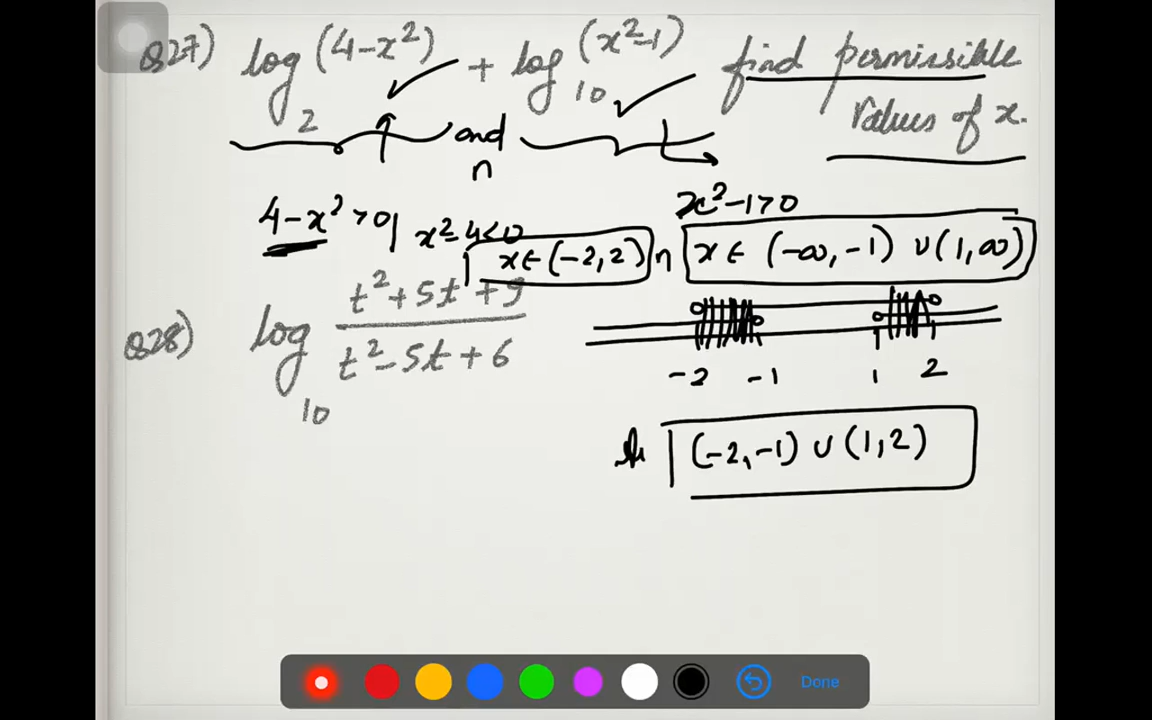 Q27) log₂(4-x²) + log₁₀(x²-1) find permissible
values of x.
and
n
4-x² >0 | x²-4<0
x²-1>0
x∈(-2,2) n x ∈ (-∞,-1) ∪ (1,∞)
Q28) log₁₀ (t²+5t+9)/(t²-5t+6)
-2 -1 1 2
(-2,-1) ∪ (1,2)
Done